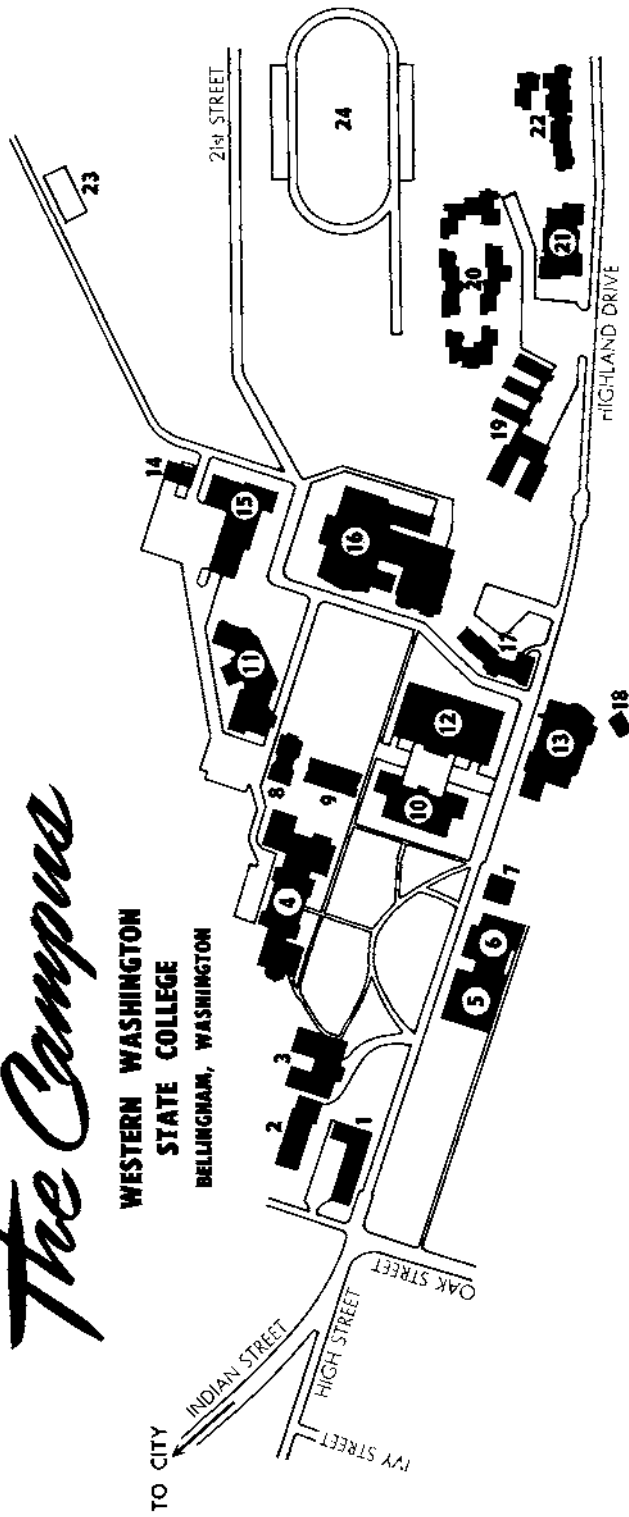 The Campus
WESTERN WASHINGTON
STATE COLLEGE
BELLINGHAM, WASHINGTON
TO CITY
INDIAN STREET
HIGH STREET
IVY STREET
OAK STREET
21st STREET
HIGHLAND DRIVE
1
2
3
4
5
6
7
8
9
10
11
12
13
14
15
16
17
18
19
20
21
22
23
24